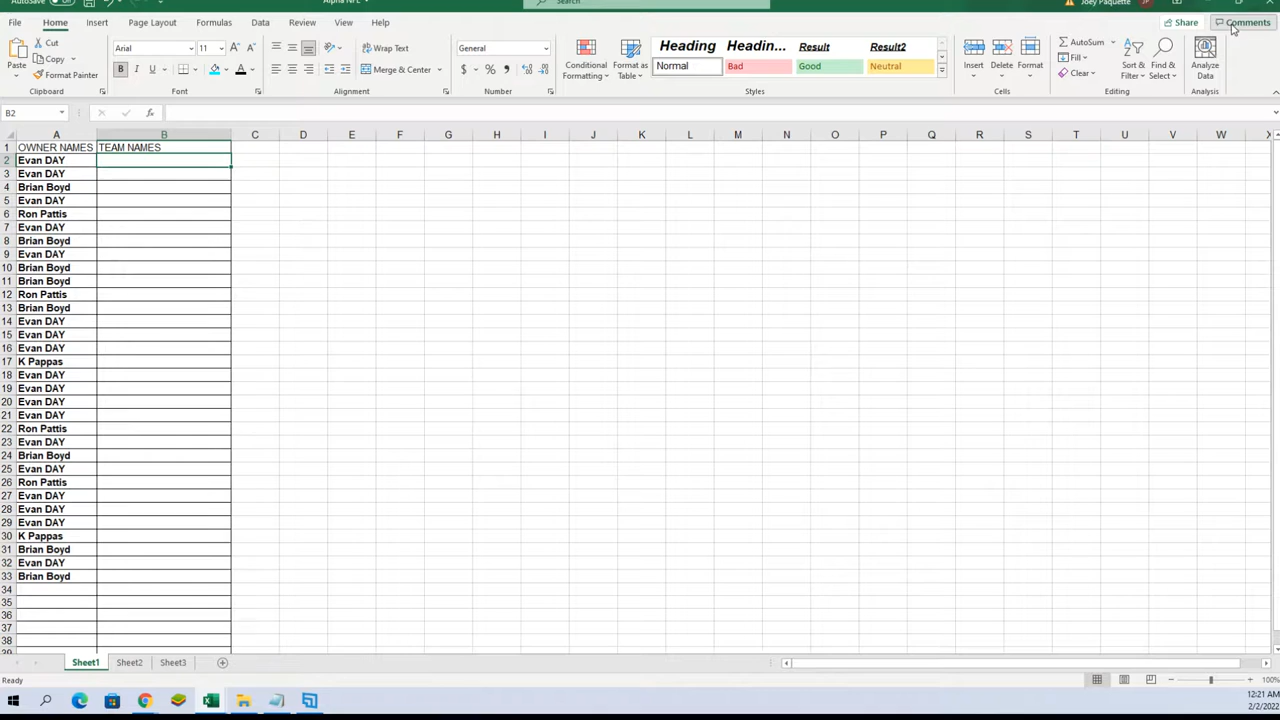 AutoSave Off Alpha NFL Search Joey Paquette JP
File Home Insert Page Layout Formulas Data Review View Help Share Comments
Paste Cut Copy Format Painter Clipboard
Arial 11 A A B I U A Font
Wrap Text Merge & Center Alignment
General $ % , Number
Conditional Formatting Format as Table
Heading Headin... Result Result2
Normal Bad Good Neutral
Styles
Insert Delete Format Cells
AutoSum Fill Clear Sort & Filter Find & Select Editing
Analyze Data Analysis
B2 fx
A B C D E F G H I J K L M N O P Q R S T U V W X
1 OWNER NAMES TEAM NAMES
2 Evan DAY
3 Evan DAY
4 Brian Boyd
5 Evan DAY
6 Ron Pattis
7 Evan DAY
8 Brian Boyd
9 Evan DAY
10 Brian Boyd
11 Brian Boyd
12 Ron Pattis
13 Brian Boyd
14 Evan DAY
15 Evan DAY
16 Evan DAY
17 K Pappas
18 Evan DAY
19 Evan DAY
20 Evan DAY
21 Evan DAY
22 Ron Pattis
23 Evan DAY
24 Brian Boyd
25 Evan DAY
26 Ron Pattis
27 Evan DAY
28 Evan DAY
29 Evan DAY
30 K Pappas
31 Brian Boyd
32 Evan DAY
33 Brian Boyd
34
35
36
37
38
39
Sheet1 Sheet2 Sheet3
Ready 100%
12:21 AM
2/2/2022